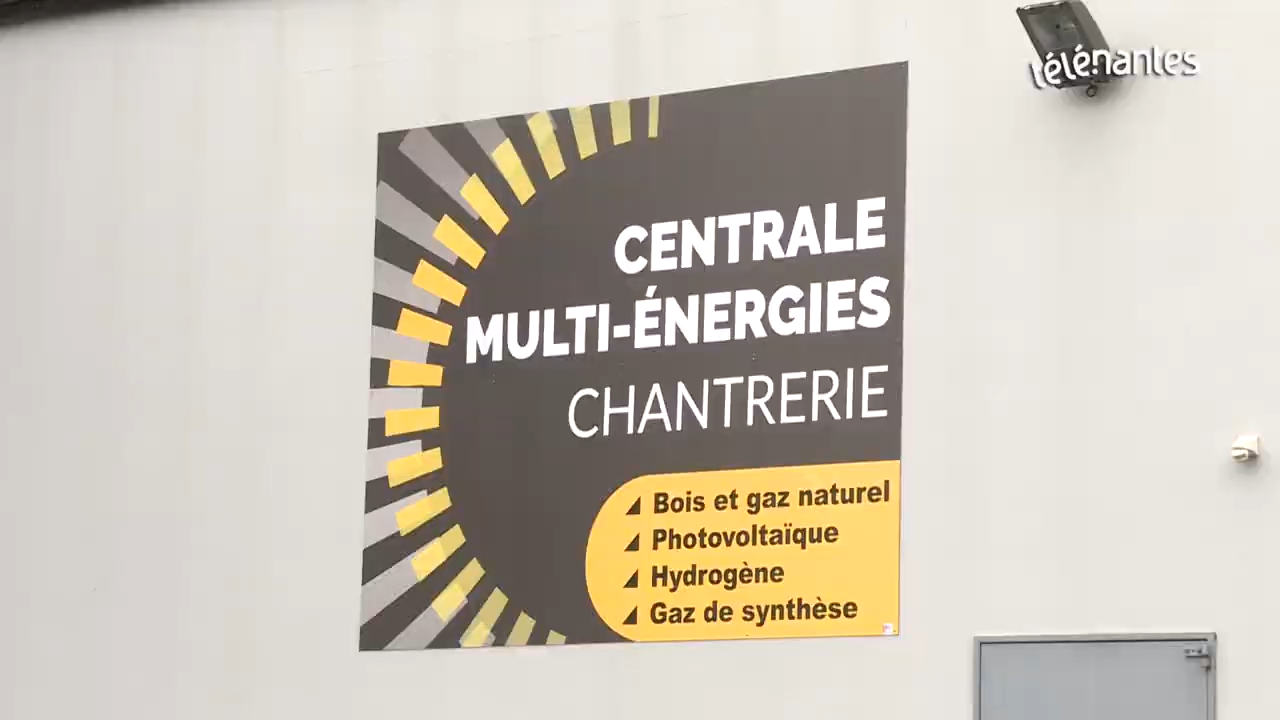 télénantes
CENTRALE
MULTI-ÉNERGIES
CHANTRERIE
Bois et gaz naturel
Photovoltaïque
Hydrogène
Gaz de synthèse